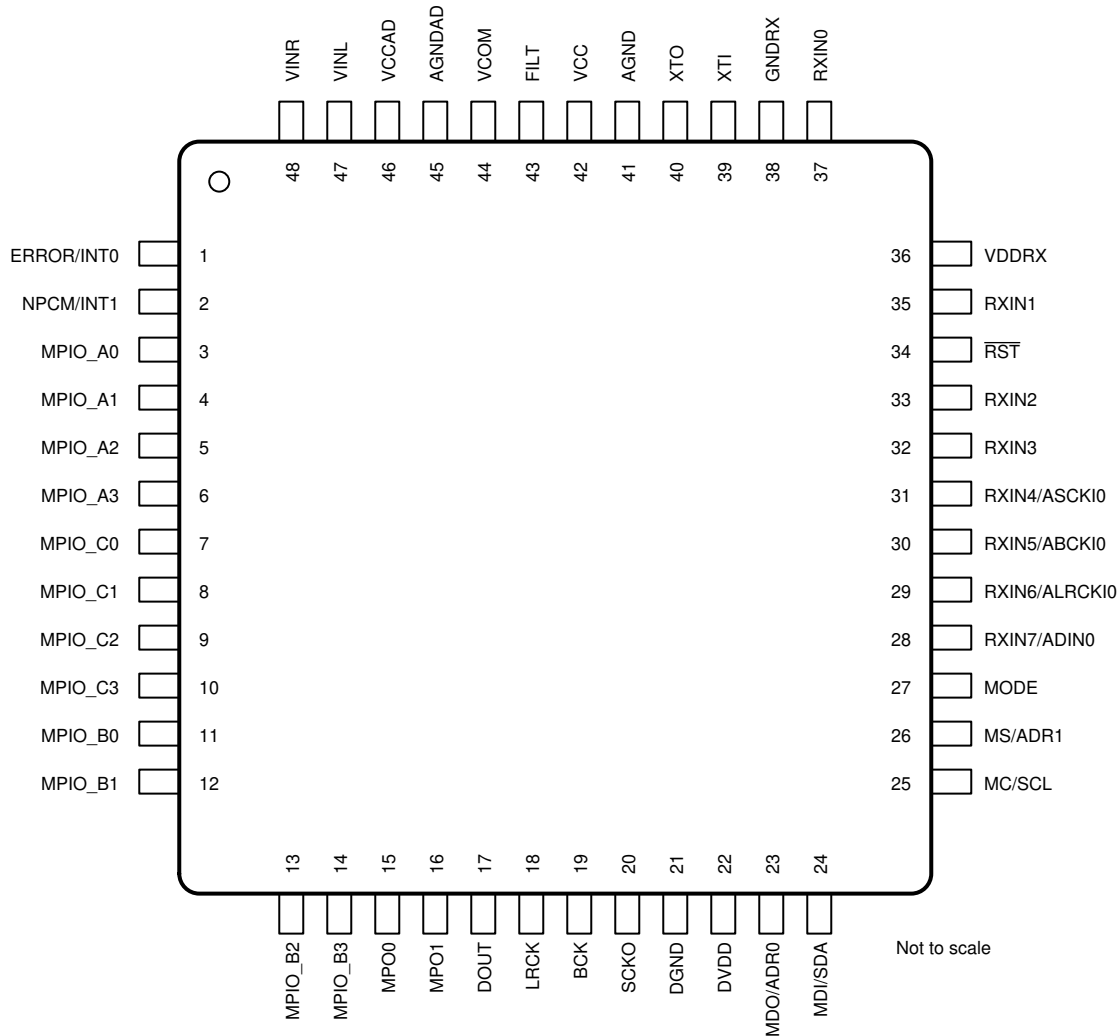 VINR
VINL
VCCAD
AGNDAD
VCOM
FILT
VCC
AGND
XTO
XTI
GNDRX
RXIN0
48
47
46
45
44
43
42
41
40
39
38
37
ERROR/INT0 1
NPCM/INT1 2
MPIO_A0 3
MPIO_A1 4
MPIO_A2 5
MPIO_A3 6
MPIO_C0 7
MPIO_C1 8
MPIO_C2 9
MPIO_C3 10
MPIO_B0 11
MPIO_B1 12
36 VDDRX
35 RXIN1
34 RST
33 RXIN2
32 RXIN3
31 RXIN4/ASCKI0
30 RXIN5/ABCKI0
29 RXIN6/ALRCKI0
28 RXIN7/ADIN0
27 MODE
26 MS/ADR1
25 MC/SCL
13
14
15
16
17
18
19
20
21
22
23
24
MPIO_B2
MPIO_B3
MPO0
MPO1
DOUT
LRCK
BCK
SCKO
DGND
DVDD
MDO/ADR0
MDI/SDA
Not to scale